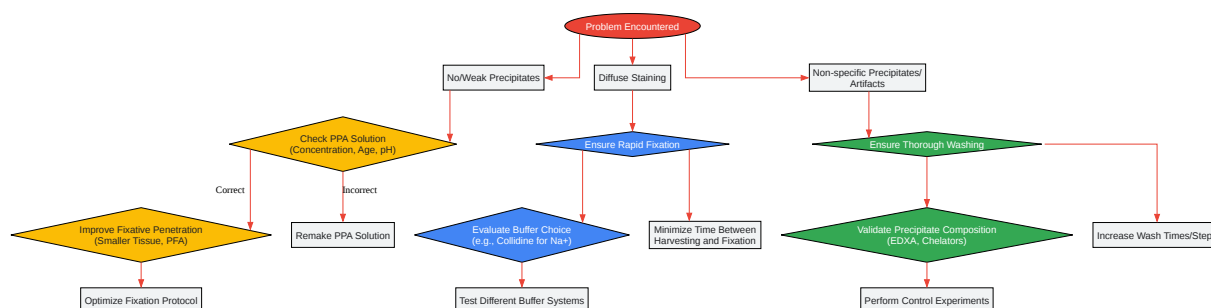 Problem Encountered
No/Weak Precipitates
Diffuse Staining
Non-specific Precipitates/
Artifacts
Check PPA Solution
(Concentration, Age, pH)
Ensure Rapid Fixation
Ensure Thorough Washing
Correct
Incorrect
Improve Fixative Penetration
(Smaller Tissue, PFA)
Remake PPA Solution
Evaluate Buffer Choice
(e.g., Collidine for Na+)
Minimize Time Between
Harvesting and Fixation
Validate Precipitate Composition
(EDXA, Chelators)
Increase Wash Times/Steps
Optimize Fixation Protocol
Test Different Buffer Systems
Perform Control Experiments